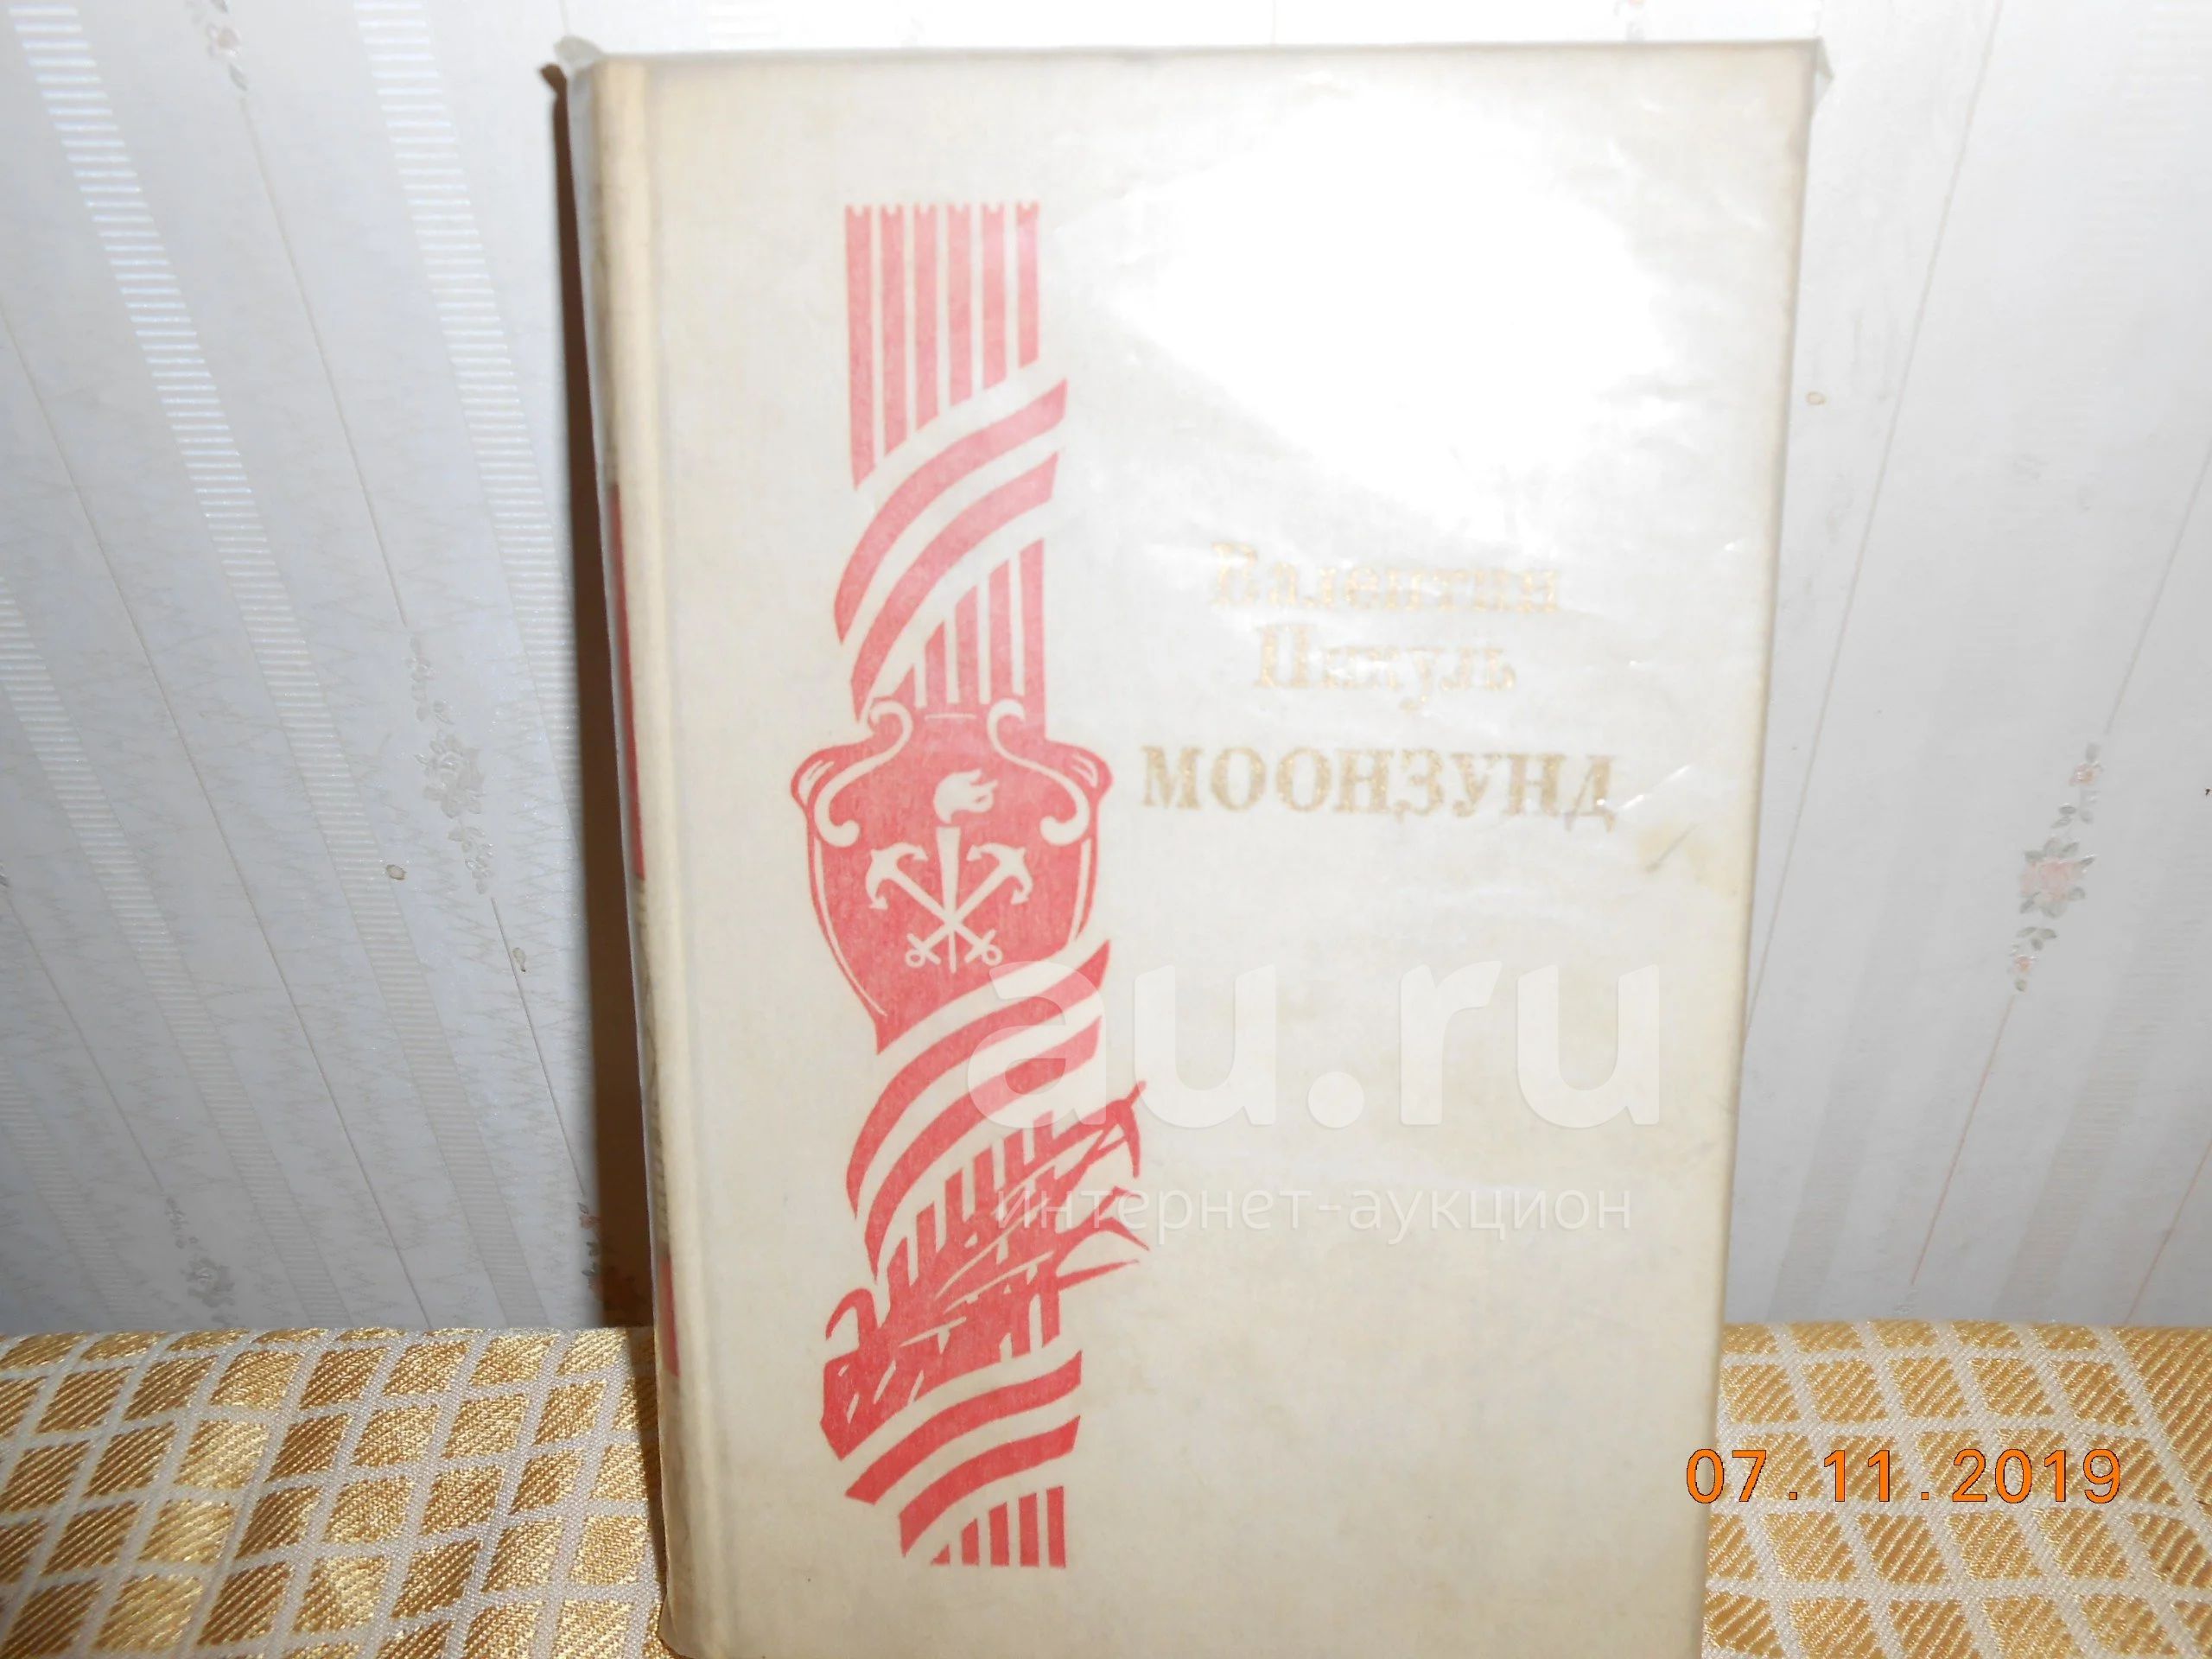 Валентин
Пикуль
МООНЗУНД
au.ru
интернет-аукцион
07.11.2019